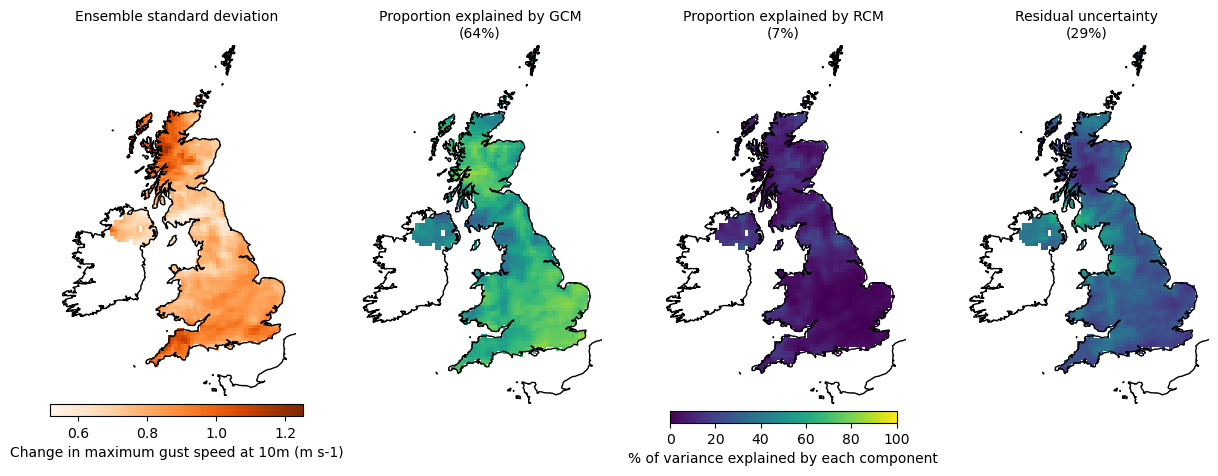 Ensemble standard deviation
Proportion explained by GCM
(64%)
Proportion explained by RCM
(7%)
Residual uncertainty
(29%)
0.6 0.8 1.0 1.2
Change in maximum gust speed at 10m (m s-1)
0 20 40 60 80 100
% of variance explained by each component